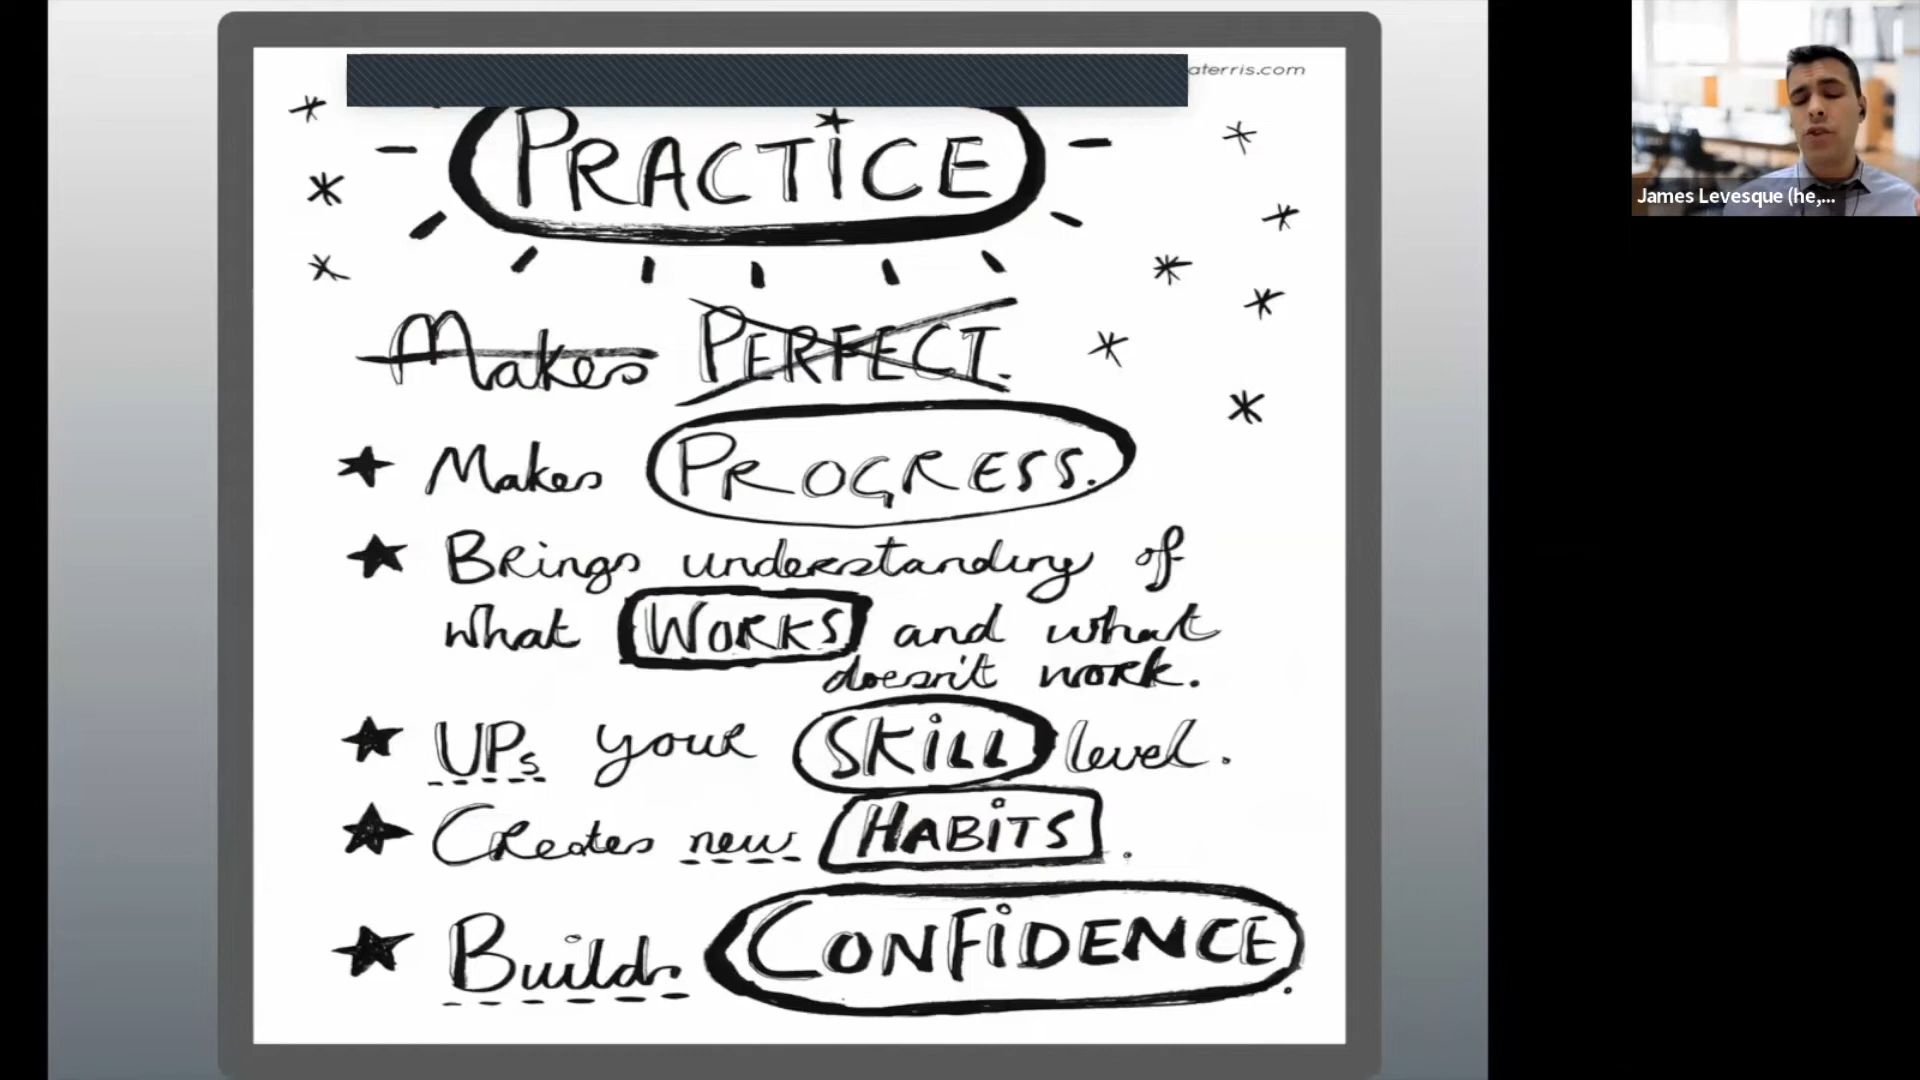 aterris.com
PRACTiCE
Makes PERFECT.
Makes PROGRESS.
Brings understanding of
what WORKS and what
doesn't work.
UPs your SKiLL level.
Creates new HABiTS.
Builds CONFiDENCE.
James Levesque (he,...